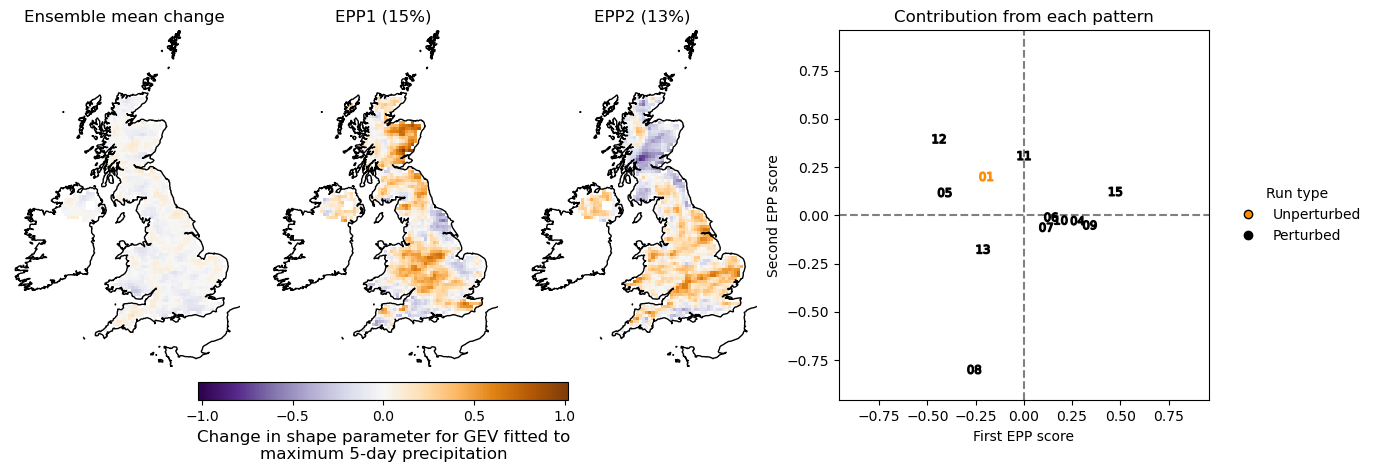 Ensemble mean change
EPP1 (15%)
EPP2 (13%)
Contribution from each pattern
0.75
0.50
0.25
0.00
−0.25
−0.50
−0.75
Second EPP score
12
11
01
05
15
06
10
04
09
07
13
08
−0.75
−0.50
−0.25
0.00
0.25
0.50
0.75
First EPP score
Run type
Unperturbed
Perturbed
−1.0
−0.5
0.0
0.5
1.0
Change in shape parameter for GEV fitted to
maximum 5-day precipitation